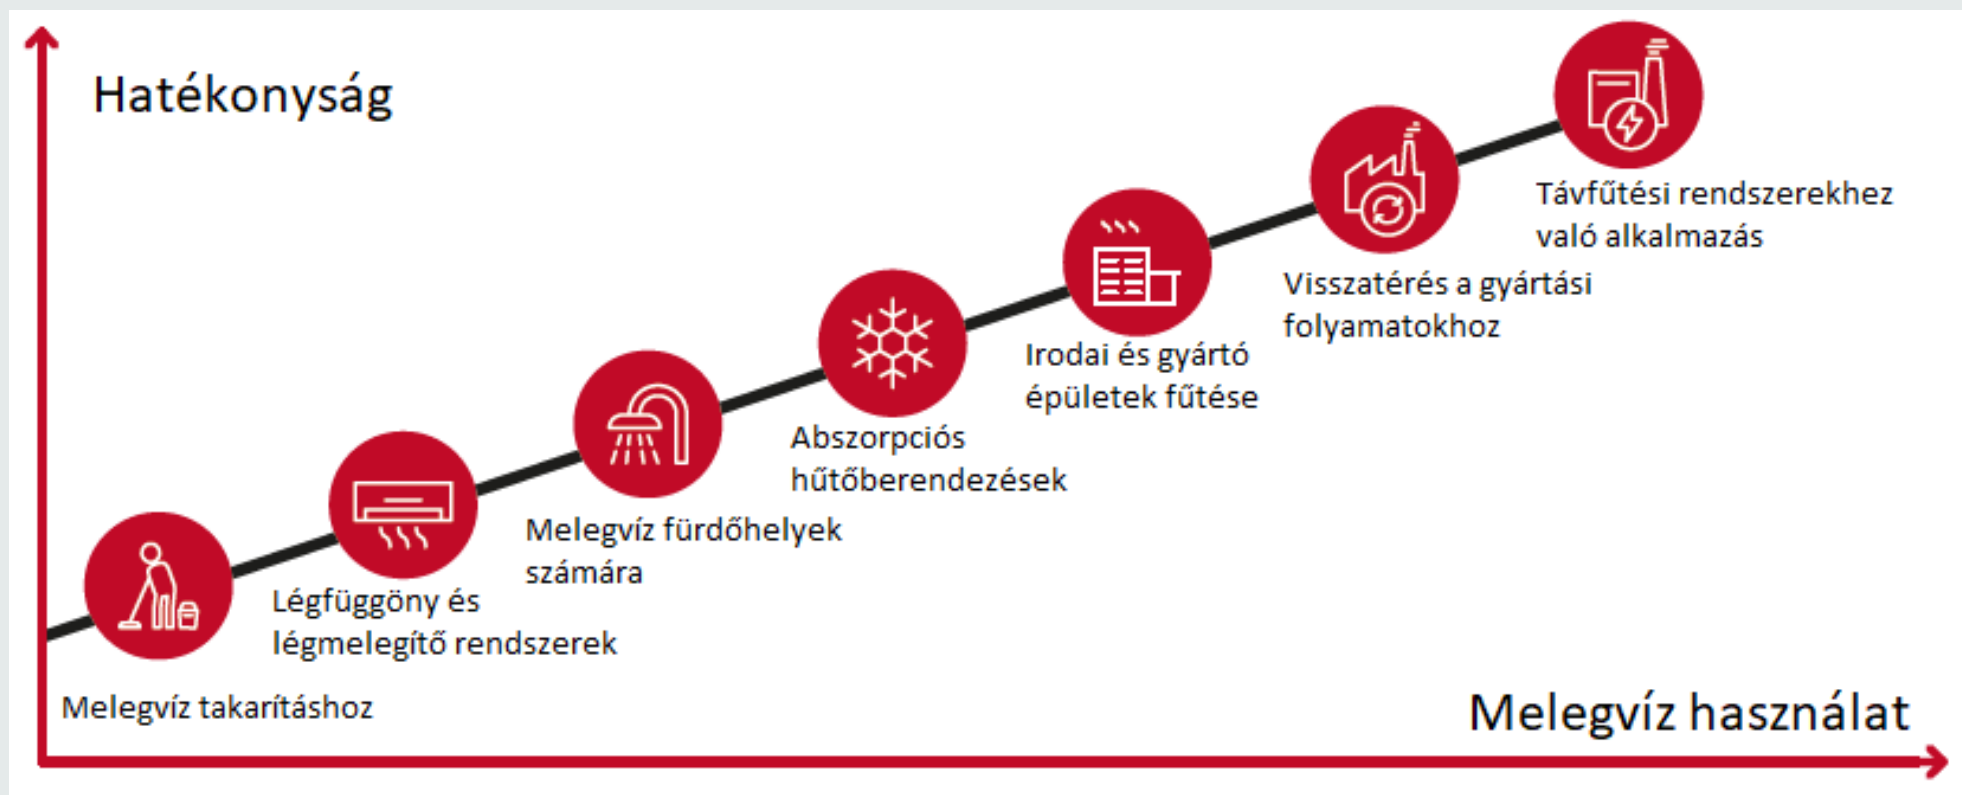 Hatékonyság
Távfűtési rendszerekhez
való alkalmazás
Visszatérés a gyártási
folyamatokhoz
Irodai és gyártó
épületek fűtése
Abszorpciós
hűtőberendezések
Melegvíz fürdőhelyek
számára
Légfüggöny és
légmelegítő rendszerek
Melegvíz takarításhoz
Melegvíz használat